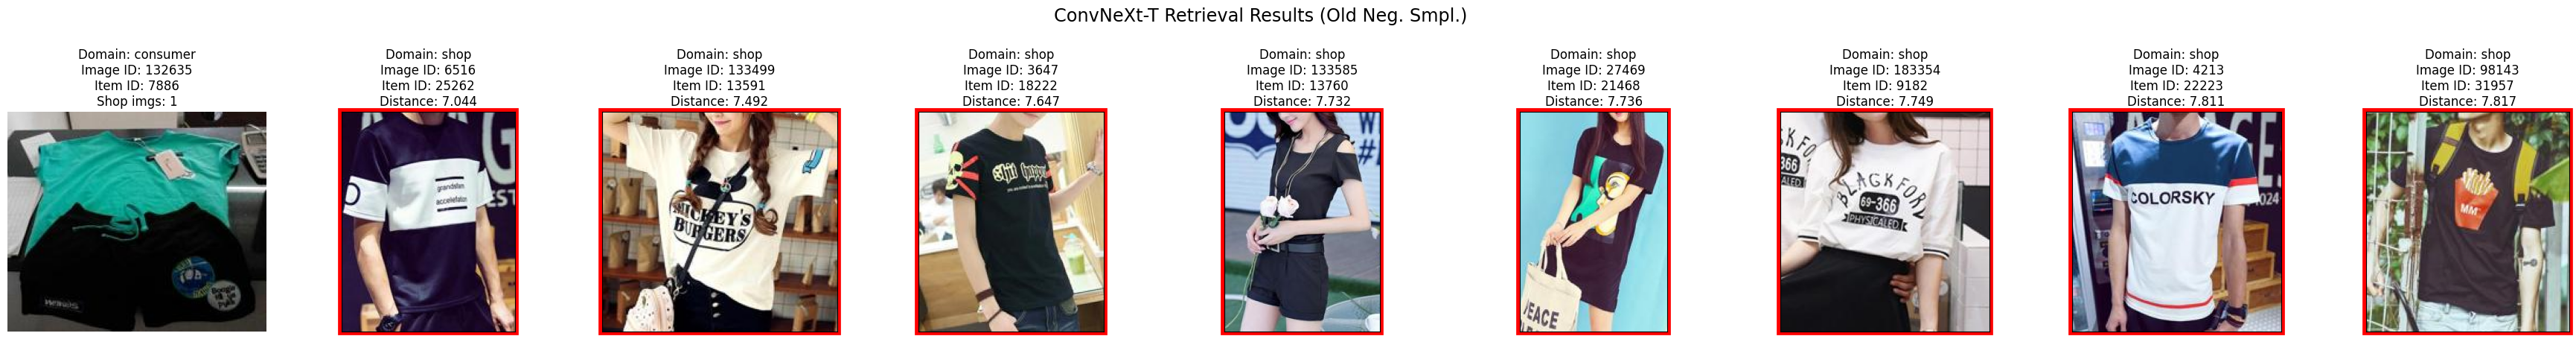 ConvNeXt-T Retrieval Results (Old Neg. Smpl.)
Domain: consumer
Image ID: 132635
Item ID: 7886
Shop imgs: 1
Domain: shop
Image ID: 6516
Item ID: 25262
Distance: 7.044
Domain: shop
Image ID: 133499
Item ID: 13591
Distance: 7.492
Domain: shop
Image ID: 3647
Item ID: 18222
Distance: 7.647
Domain: shop
Image ID: 133585
Item ID: 13760
Distance: 7.732
Domain: shop
Image ID: 27469
Item ID: 21468
Distance: 7.736
Domain: shop
Image ID: 183354
Item ID: 9182
Distance: 7.749
Domain: shop
Image ID: 4213
Item ID: 22223
Distance: 7.811
Domain: shop
Image ID: 98143
Item ID: 31957
Distance: 7.817
grandstan
acceleration
MICKEY'S
BURGERS
PEACE
366
BLACK FORV
69-366
PHYSICALED
COLORSKY
MM